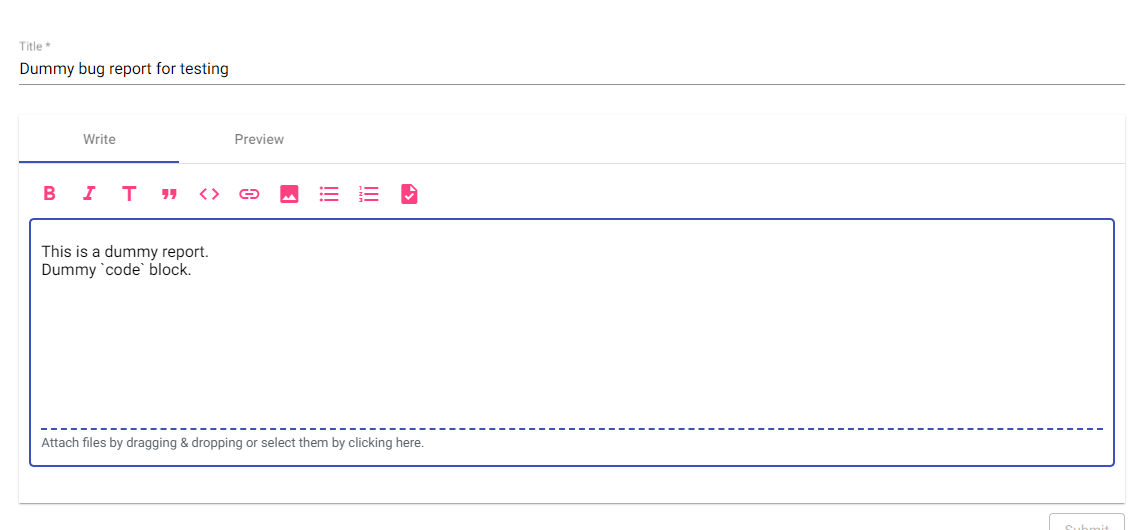 Title *
Dummy bug report for testing
Write Preview
This is a dummy report.
Dummy `code` block.
Attach files by dragging & dropping or select them by clicking here.
Submit